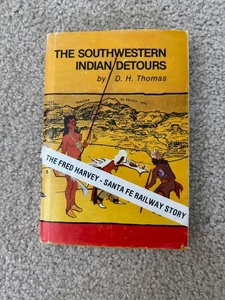 THE SOUTHWESTERN
INDIAN DETOURS
by D. H. Thomas
THE FRED HARVEY - SANTA FE RAILWAY STORY